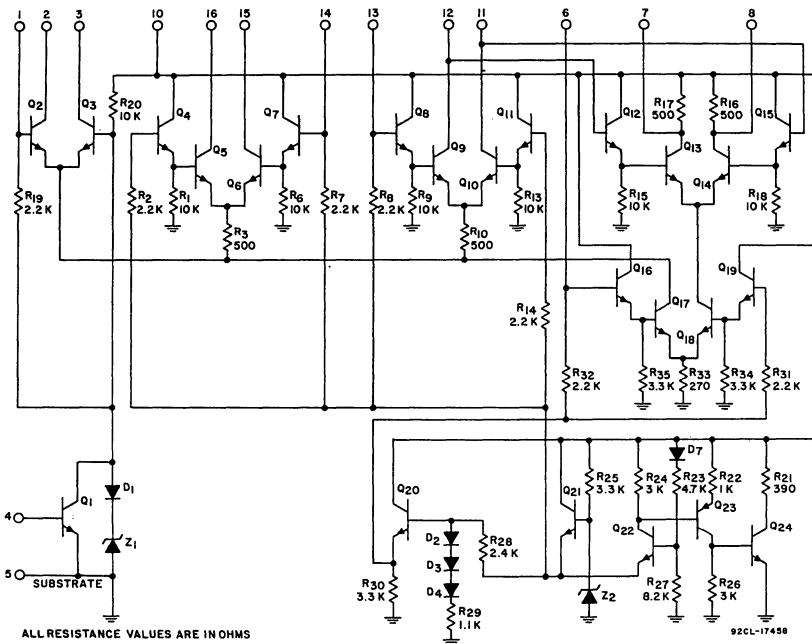 1 2 3 10 16 15 14 13 12 11 6 7 8
Q2 Q3 R20 10 K Q4 Q5 Q6 Q7 Q8 Q9 Q10 Q11 Q12 R17 500 R16 500 Q13 Q14 Q15
R19 2.2 K R2 2.2 K R1 10 K R3 500 R6 10 K R7 2.2 K R8 2.2 K R9 10 K R10 500 R13 10 K R15 10 K R18 10 K
R14 2.2 K Q16 Q17 Q18 Q19
R32 2.2 K R35 3.3 K R33 270 R34 3.3 K R31 2.2 K
4 Q1 D1 Z1
5 SUBSTRATE
Q20 D2 D3 D4 R28 2.4 K R30 3.3 K R29 1.1 K
Q21 R25 3.3 K Z2 R24 3 K Q22 D7 R23 4.7 K R27 8.2 K R22 1 K Q23 R26 3 K R21 390 Q24
ALL RESISTANCE VALUES ARE IN OHMS
92CL-17458